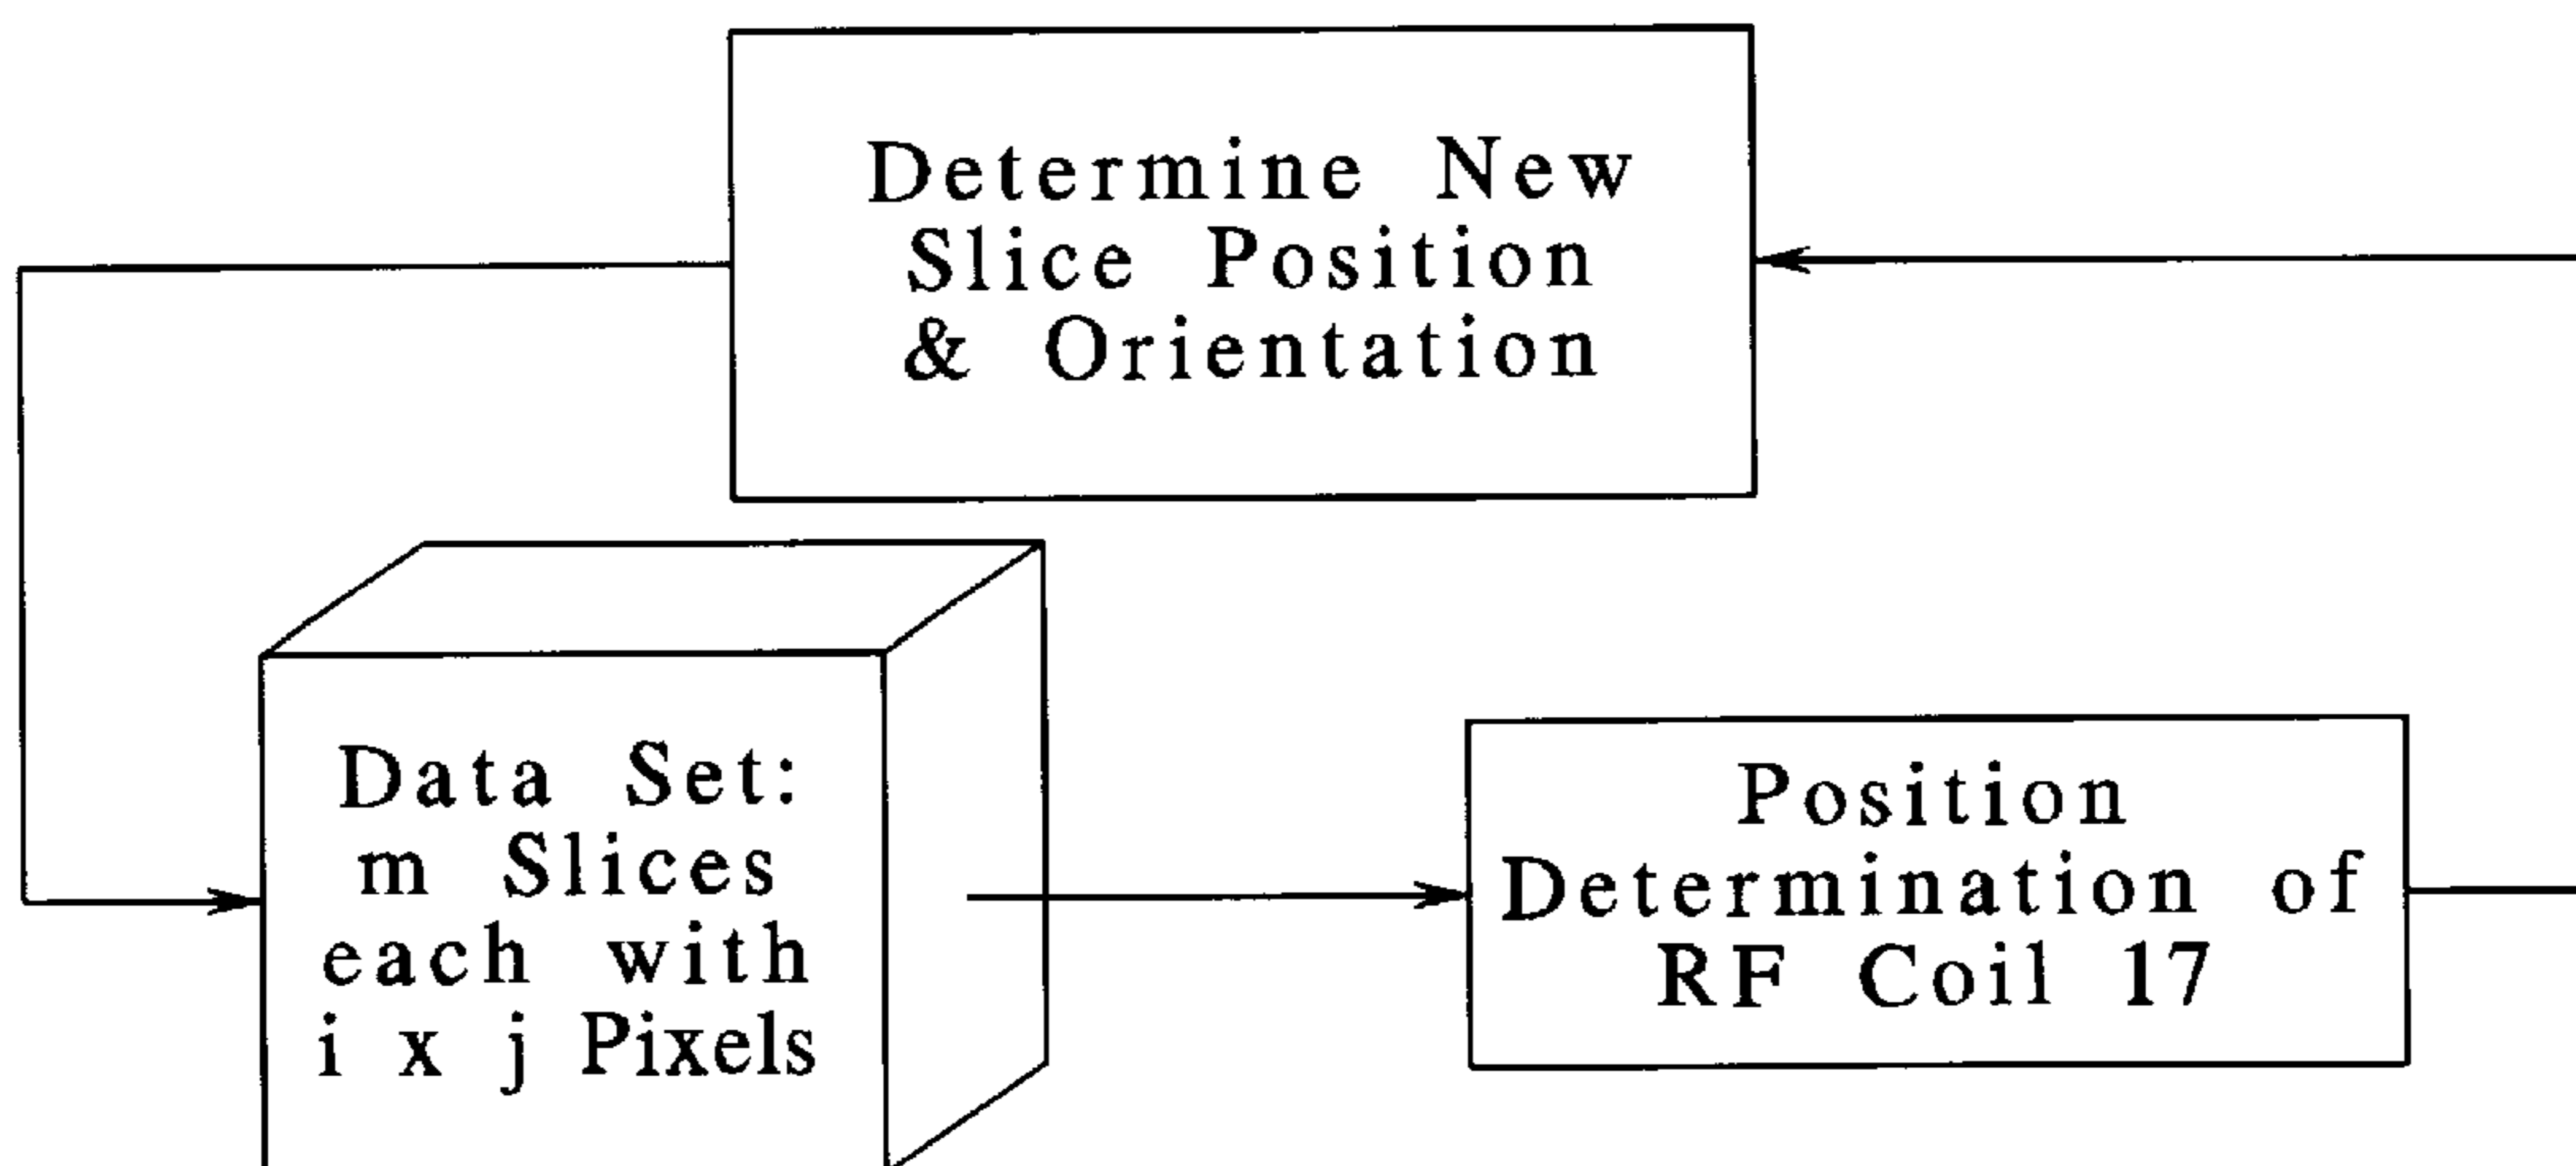 Determine New
Slice Position
& Orientation
Data Set:
m Slices
each with
i x j Pixels
Position
Determination of
RF Coil 17